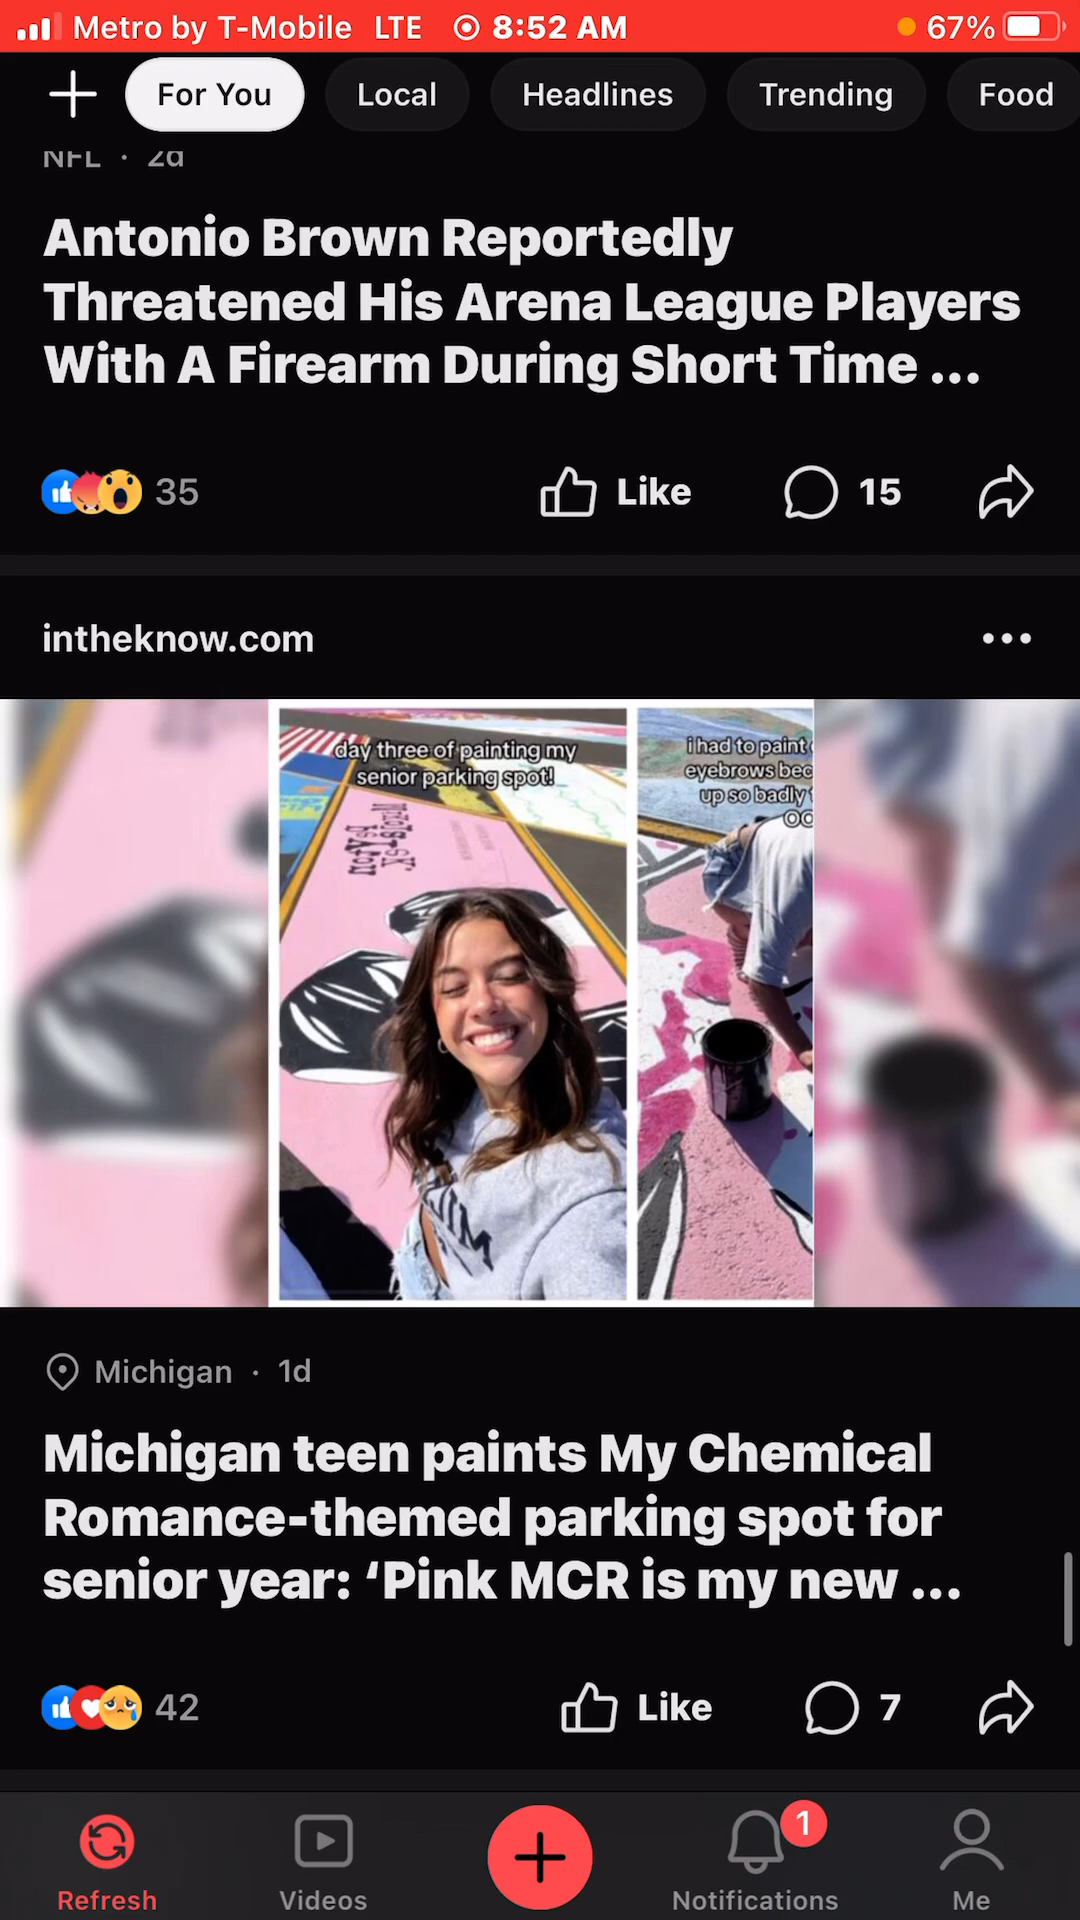 Metro by T-Mobile LTE 8:52 AM 67%
For You Local Headlines Trending Food
NFL · 2d
Antonio Brown Reportedly
Threatened His Arena League Players
With A Firearm During Short Time ...
35 Like 15
intheknow.com
day three of painting my
senior parking spot!
i had to paint
eyebrows bec
up so badly
Michigan · 1d
Michigan teen paints My Chemical
Romance-themed parking spot for
senior year: ‘Pink MCR is my new ...
42 Like 7
1
Refresh Videos Notifications Me